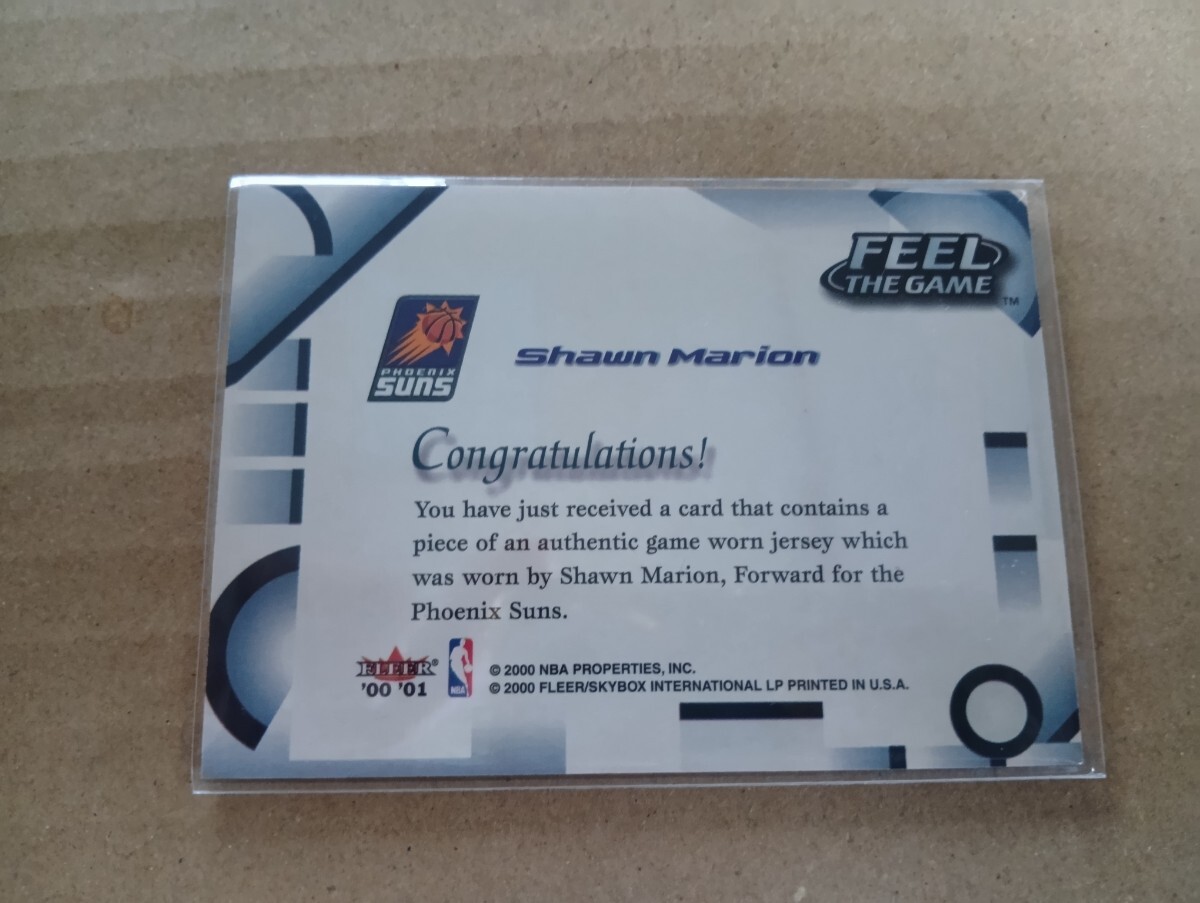 FEEL
THE GAME
TM
PHOENIX
SUNS
Shawn Marion
Congratulations!
You have just received a card that contains a
piece of an authentic game worn jersey which
was worn by Shawn Marion, Forward for the
Phoenix Suns.
FLEER®
'00 '01
NBA
© 2000 NBA PROPERTIES, INC.
© 2000 FLEER/SKYBOX INTERNATIONAL LP PRINTED IN U.S.A.